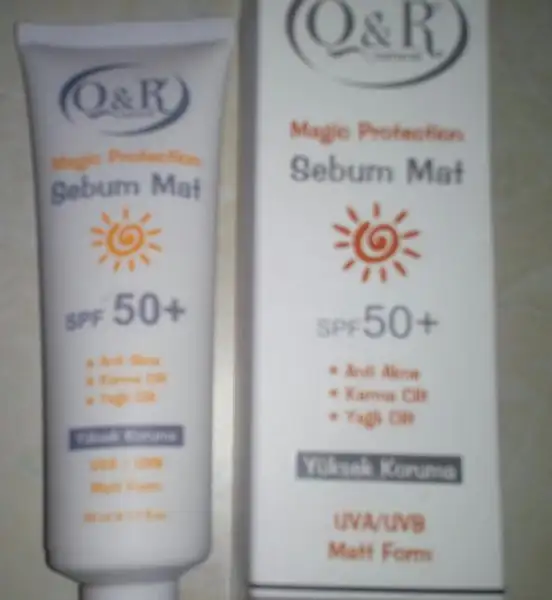 Q&R
Magic Protection
Sebum Mat
SPF 50+
• Anti Akne
• Karma Cilt
• Yağlı Cilt
Yüksek Koruma
UVA / UVB
Matt Form
Q&R
Magic Protection
Sebum Mat
SPF 50+
• Anti Akne
• Karma Cilt
• Yağlı Cilt
Yüksek Koruma
UVA/UVB
Matt Form